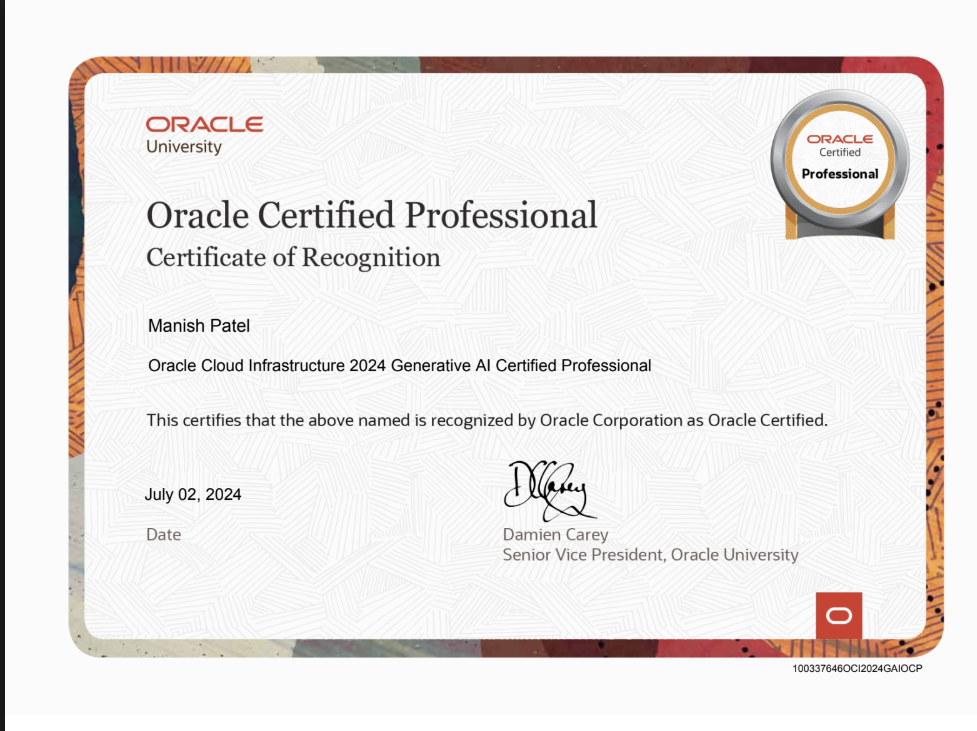 ORACLE
University
ORACLE
Certified
Professional
Oracle Certified Professional
Certificate of Recognition
Manish Patel
Oracle Cloud Infrastructure 2024 Generative AI Certified Professional
This certifies that the above named is recognized by Oracle Corporation as Oracle Certified.
July 02, 2024
Date
DCCarey
Damien Carey
Senior Vice President, Oracle University
100337646OCI2024GAIOCP